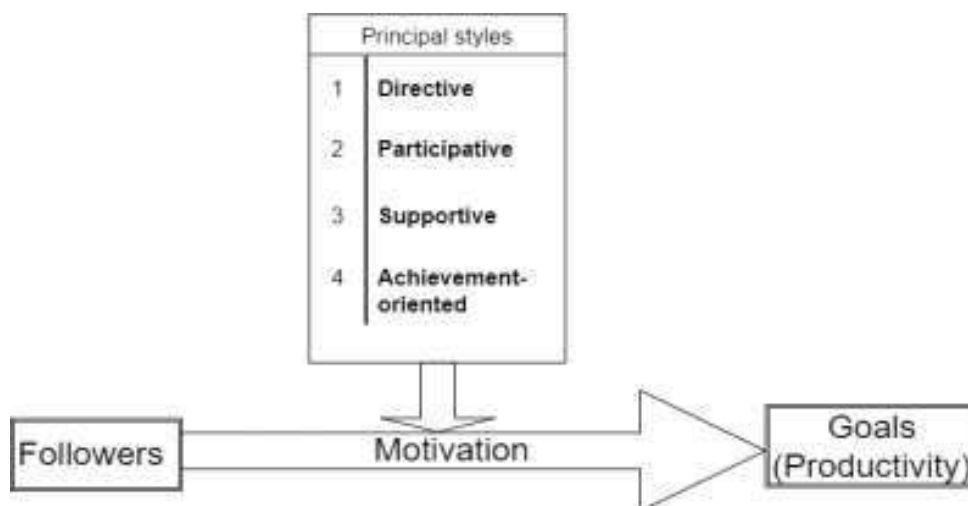 Principal styles
1 Directive
2 Participative
3 Supportive
4 Achievement-
oriented
Followers
Motivation
Goals
(Productivity)